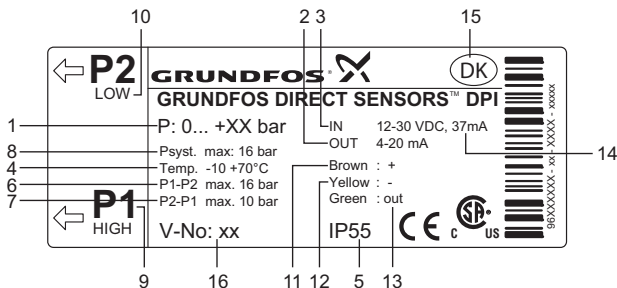 10 2 3 15
P2 LOW
GRUNDFOS
DK
GRUNDFOS DIRECT SENSORS™ DPI
1 P: 0... +XX bar
IN 12-30 VDC, 37mA
OUT 4-20 mA
14
8 Psyst. max: 16 bar
4 Temp. -10 +70°C
6 P1-P2 max. 16 bar
7 P2-P1 max. 10 bar
Brown : +
Yellow : -
Green : out
P1 HIGH
V-No: xx
IP55
CE
C SA US
96XXXXXX - xx - XXXX - xxxxx
9 16 11 12 5 13